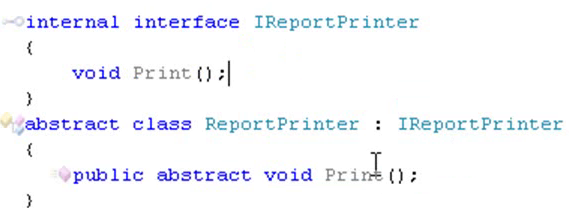 internal interface IReportPrinter
{
void Print();
}
abstract class ReportPrinter : IReportPrinter
{
public abstract void Print();
}